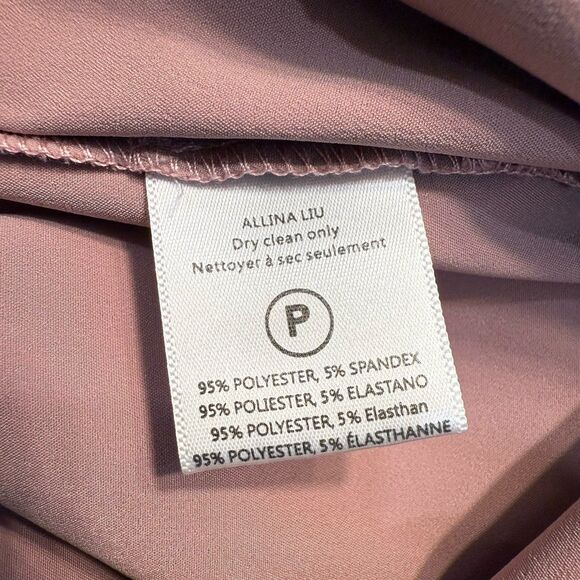 ALLINA LIU
Dry clean only
Nettoyer à sec seulement
P
95% POLYESTER, 5% SPANDEX
95% POLIESTER, 5% ELASTANO
95% POLYESTER, 5% Elasthan
95% POLYESTER, 5% ÉLASTHANNE